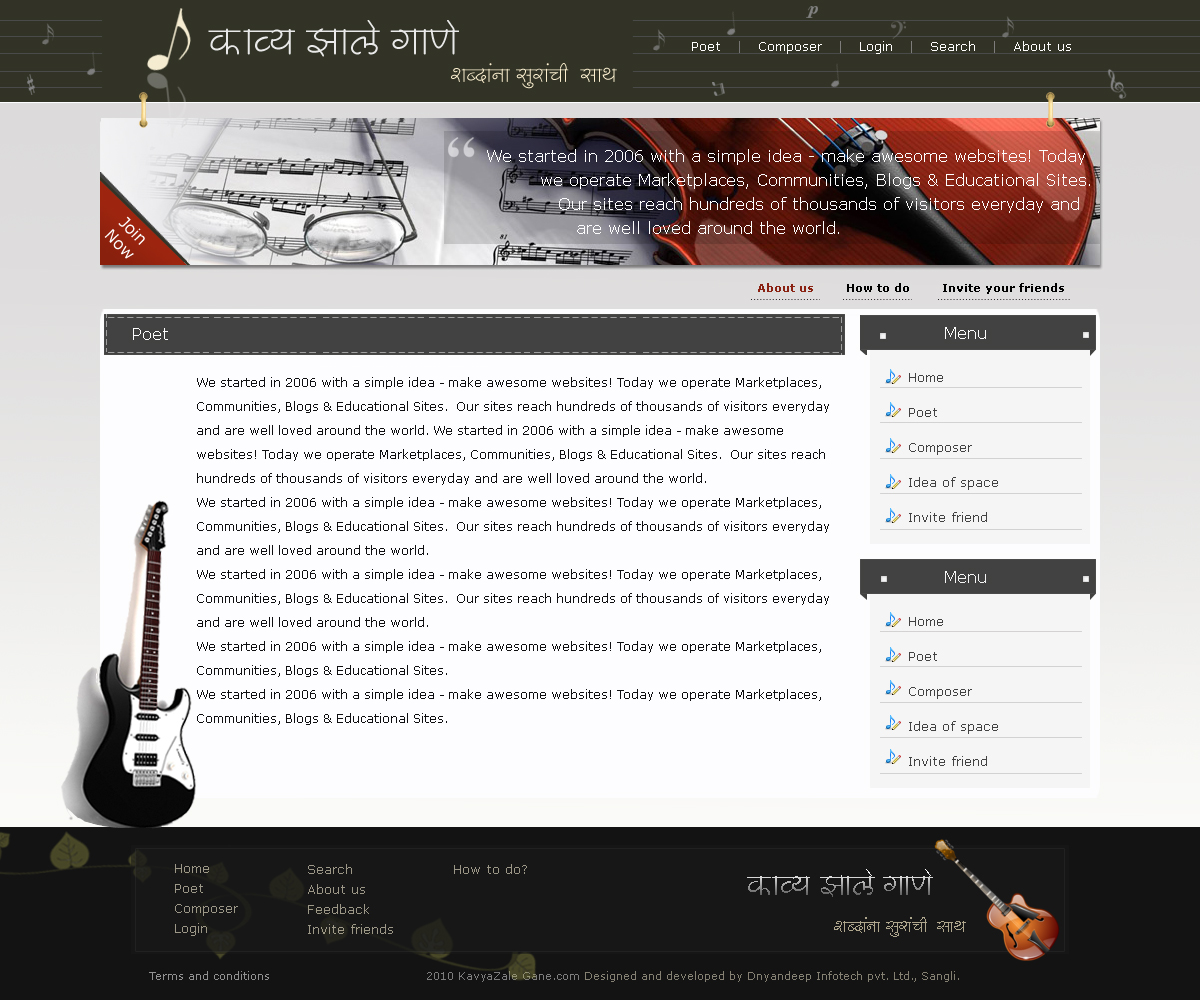 काव्य झाले गाणे
शब्दांना सुरांची साथ
Poet | Composer | Login | Search | About us
“ We started in 2006 with a simple idea - make awesome websites! Today
we operate Marketplaces, Communities, Blogs & Educational Sites.
Our sites reach hundreds of thousands of visitors everyday and
are well loved around the world.
Join
Now
About us How to do Invite your friends
Poet
We started in 2006 with a simple idea - make awesome websites! Today we operate Marketplaces,
Communities, Blogs & Educational Sites. Our sites reach hundreds of thousands of visitors everyday
and are well loved around the world. We started in 2006 with a simple idea - make awesome
websites! Today we operate Marketplaces, Communities, Blogs & Educational Sites. Our sites reach
hundreds of thousands of visitors everyday and are well loved around the world.
We started in 2006 with a simple idea - make awesome websites! Today we operate Marketplaces,
Communities, Blogs & Educational Sites. Our sites reach hundreds of thousands of visitors everyday
and are well loved around the world.
We started in 2006 with a simple idea - make awesome websites! Today we operate Marketplaces,
Communities, Blogs & Educational Sites. Our sites reach hundreds of thousands of visitors everyday
and are well loved around the world.
We started in 2006 with a simple idea - make awesome websites! Today we operate Marketplaces,
Communities, Blogs & Educational Sites.
We started in 2006 with a simple idea - make awesome websites! Today we operate Marketplaces,
Communities, Blogs & Educational Sites.
Menu
Home
Poet
Composer
Idea of space
Invite friend
Menu
Home
Poet
Composer
Idea of space
Invite friend
Home
Poet
Composer
Login
Search
About us
Feedback
Invite friends
How to do?
काव्य झाले गाणे
शब्दांना सुरांची साथ
Terms and conditions
2010 KavyaZale Gane.com Designed and developed by Dnyandeep Infotech pvt. Ltd., Sangli.